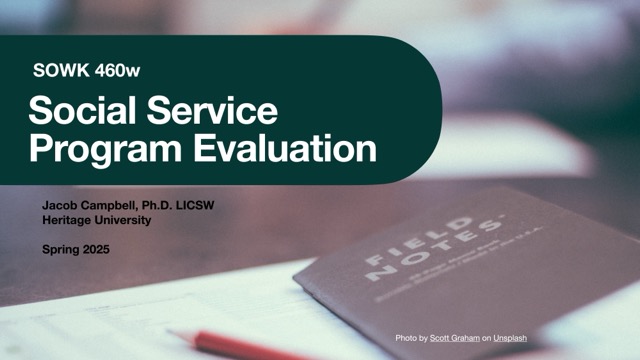 SOWK 460w
Social Service
Program Evaluation
Jacob Campbell, Ph.D. LICSW
Heritage University
Spring 2025
FIELD
NOTES
Photo by Scott Graham on Unsplash